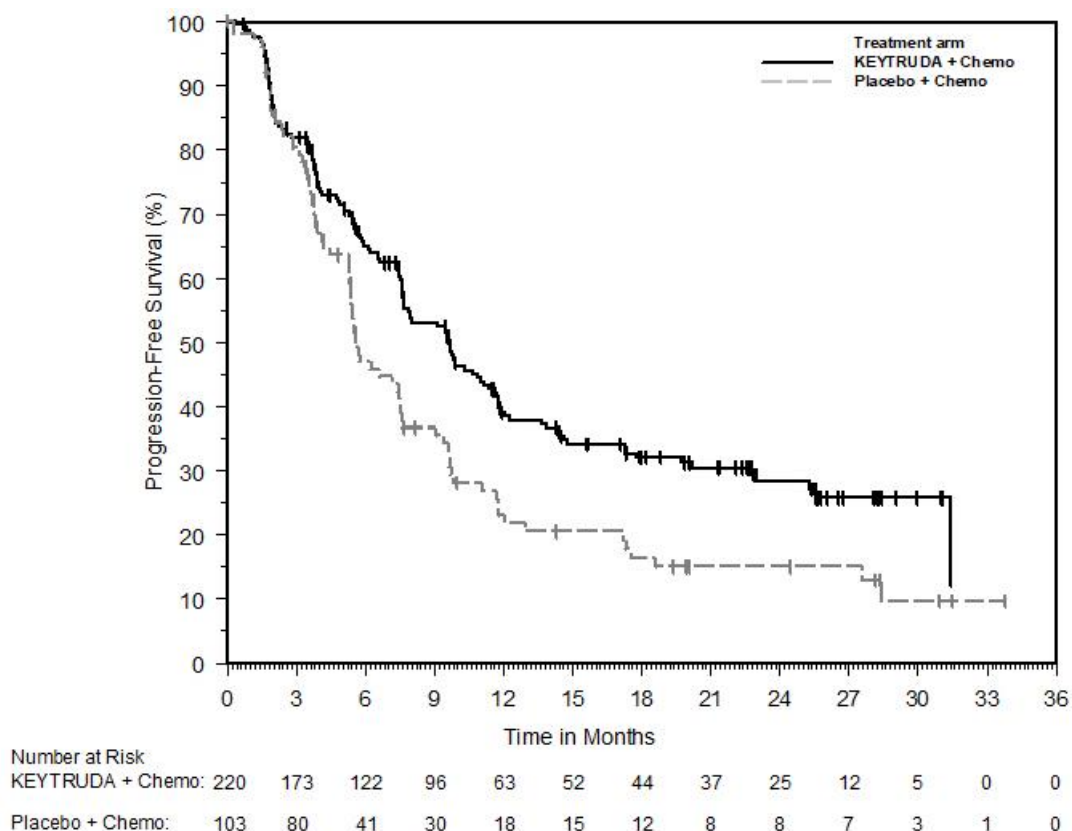 100
90
80
70
60
50
40
30
20
10
0
Progression-Free Survival (%)
Treatment arm
KEYTRUDA + Chemo
Placebo + Chemo
0 3 6 9 12 15 18 21 24 27 30 33 36
Time in Months
Number at Risk
KEYTRUDA + Chemo: 220 173 122 96 63 52 44 37 25 12 5 0 0
Placebo + Chemo: 103 80 41 30 18 15 12 8 8 7 3 1 0